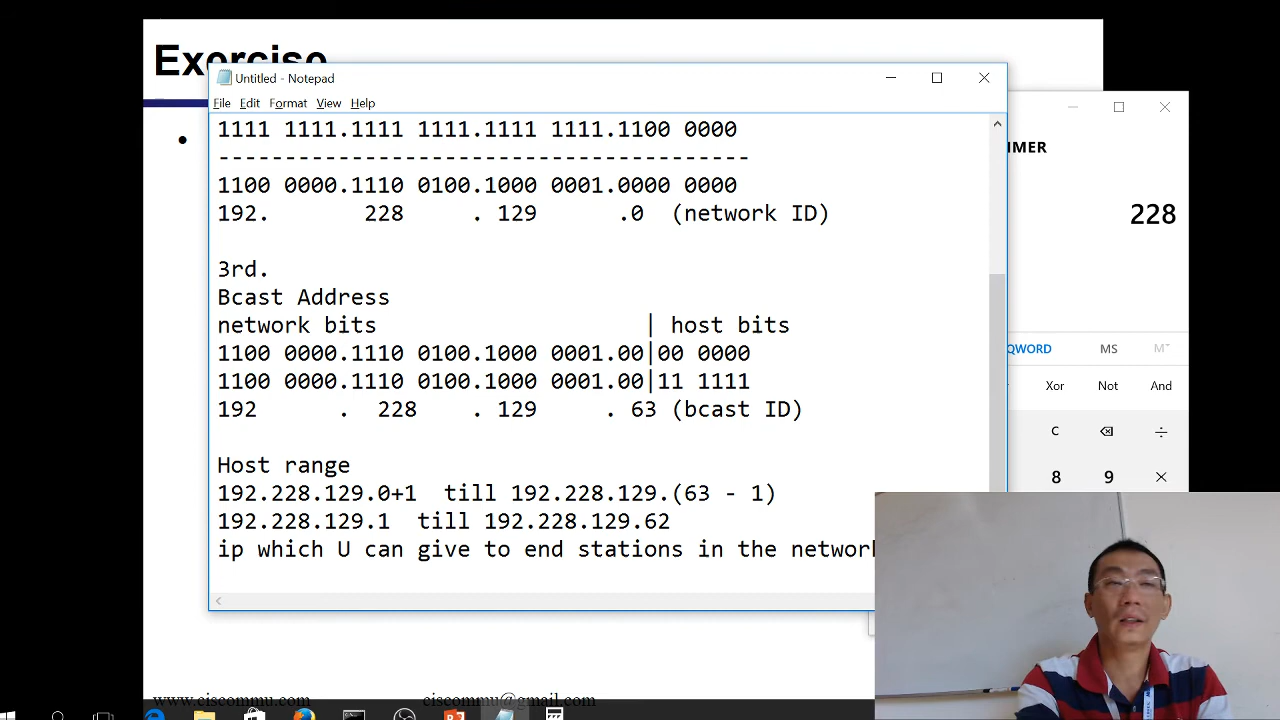 Exercise
Untitled - Notepad
File Edit Format View Help
1111 1111.1111 1111.1111 1111.1100 0000
----------------------------------------
1100 0000.1110 0100.1000 0001.0000 0000
192. 228 . 129 .0 (network ID)
3rd.
Bcast Address
network bits | host bits
1100 0000.1110 0100.1000 0001.00|00 0000
1100 0000.1110 0100.1000 0001.00|11 1111
192 . 228 . 129 . 63 (bcast ID)
Host range
192.228.129.0+1 till 192.228.129.(63 - 1)
192.228.129.1 till 192.228.129.62
ip which U can give to end stations in the network
MMER
228
QWORD MS M
Xor Not And
C ÷
8 9 ×
www.ciscommu.com ciscommu@gmail.com